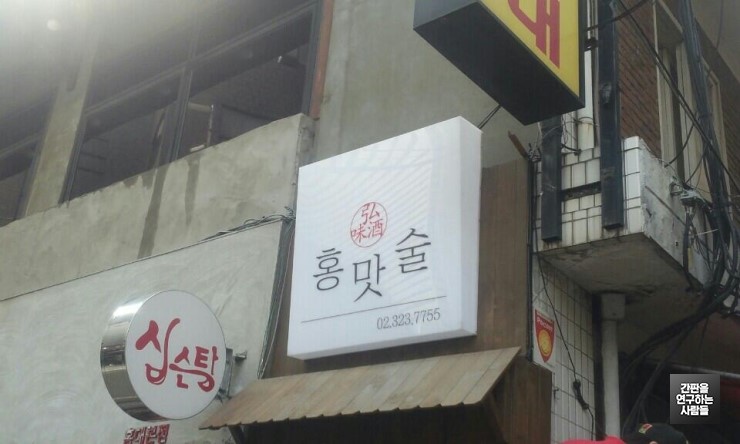 대
弘
味酒
홍맛술
02.323.7755
십원탕
간판을
연구하는
사람들